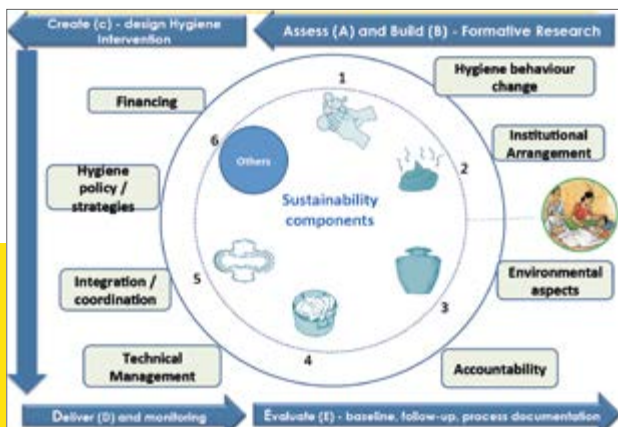 Create (c) - design Hygiene
Intervention
Assess (A) and Build (B) - Formative Research
Hygiene behaviour
change
Financing
Institutional
Arrangement
Hygiene
policy /
strategies
Integration /
coordination
Technical
Management
Environmental
aspects
Accountability
1
2
3
4
5
6
Others
Sustainability
components
Deliver (D) and monitoring
Evaluate (E) - baseline, follow-up, process documentation